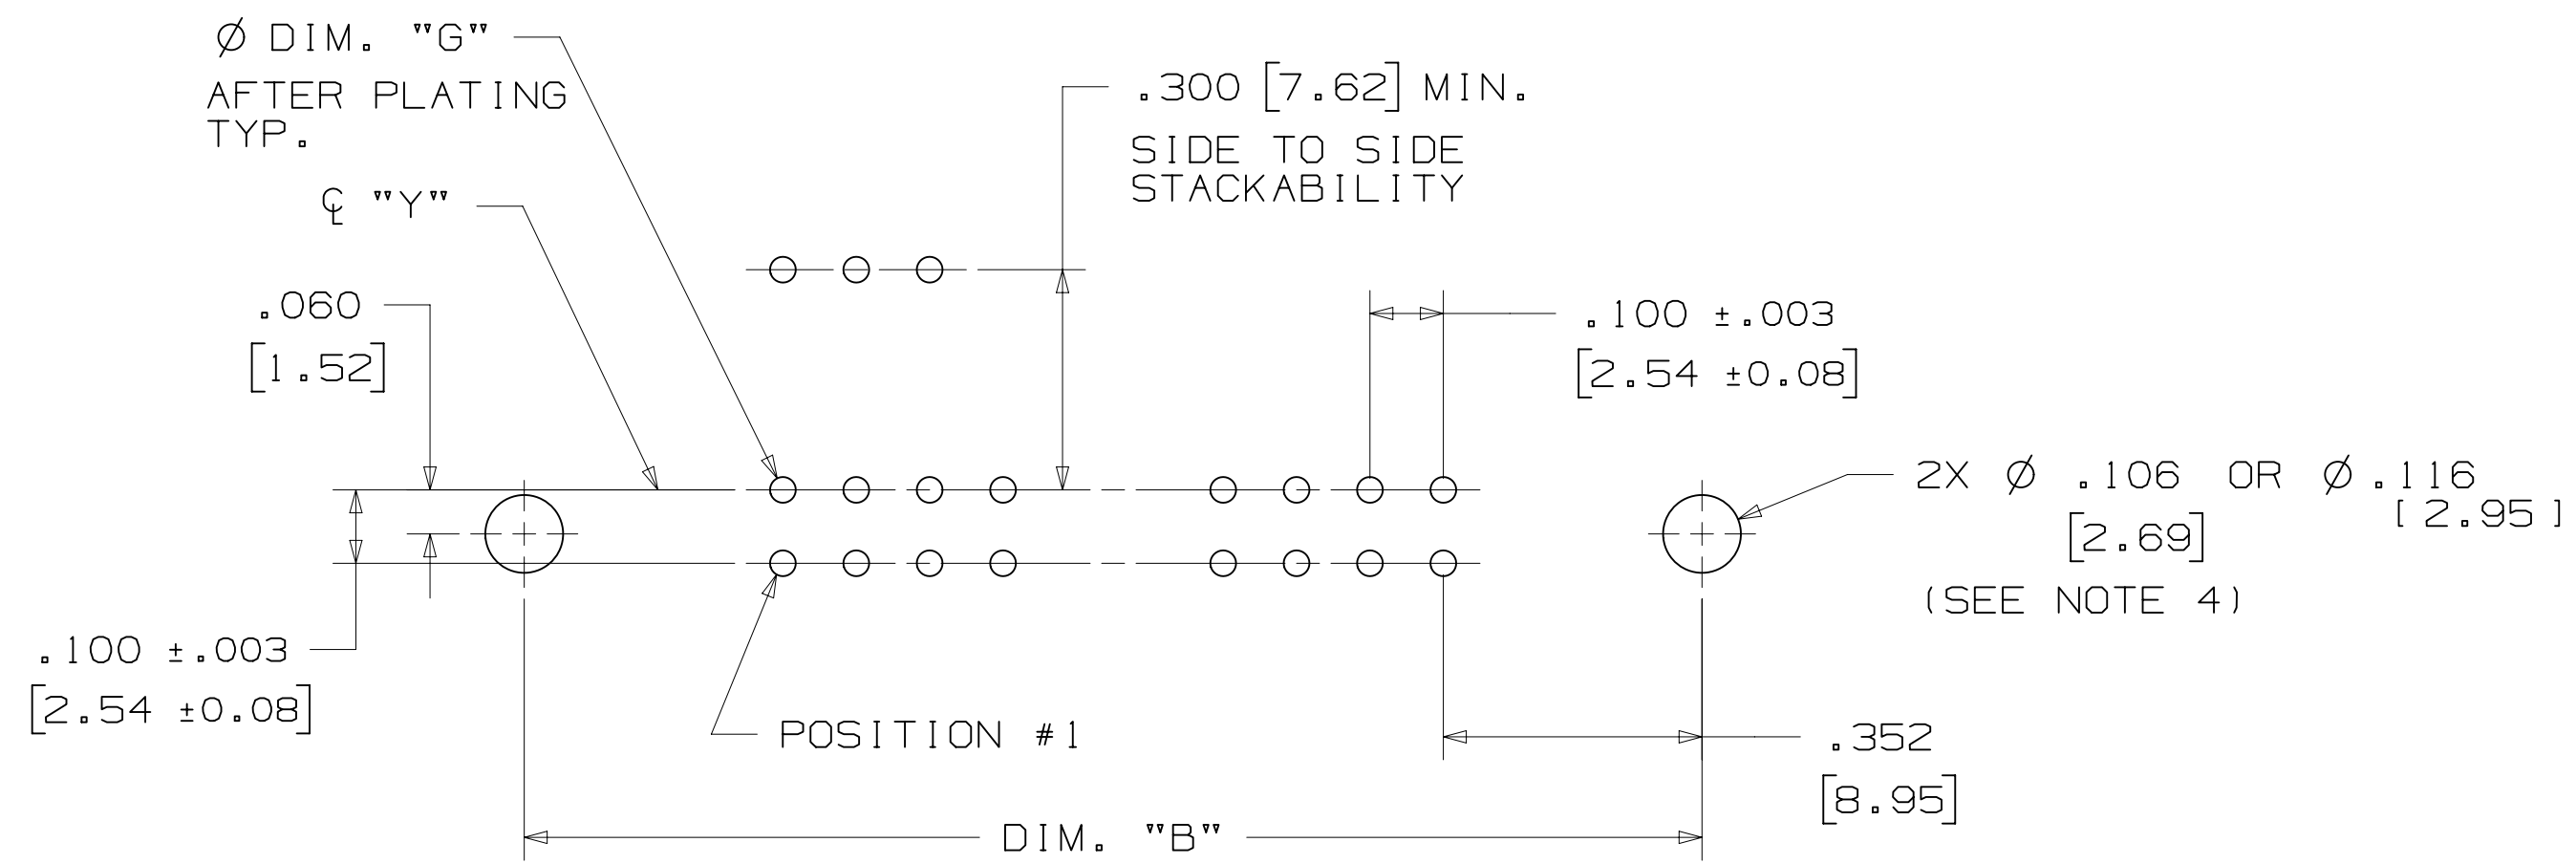 Ø DIM. "G"
AFTER PLATING
TYP.
℄ "Y"
.300 [7.62] MIN.
SIDE TO SIDE
STACKABILITY
.060
[1.52]
.100 ±.003
[2.54 ±0.08]
2X Ø .106 OR Ø .116
[2.69] [2.95]
(SEE NOTE 4)
.100 ±.003
[2.54 ±0.08]
POSITION #1
.352
[8.95]
DIM. "B"